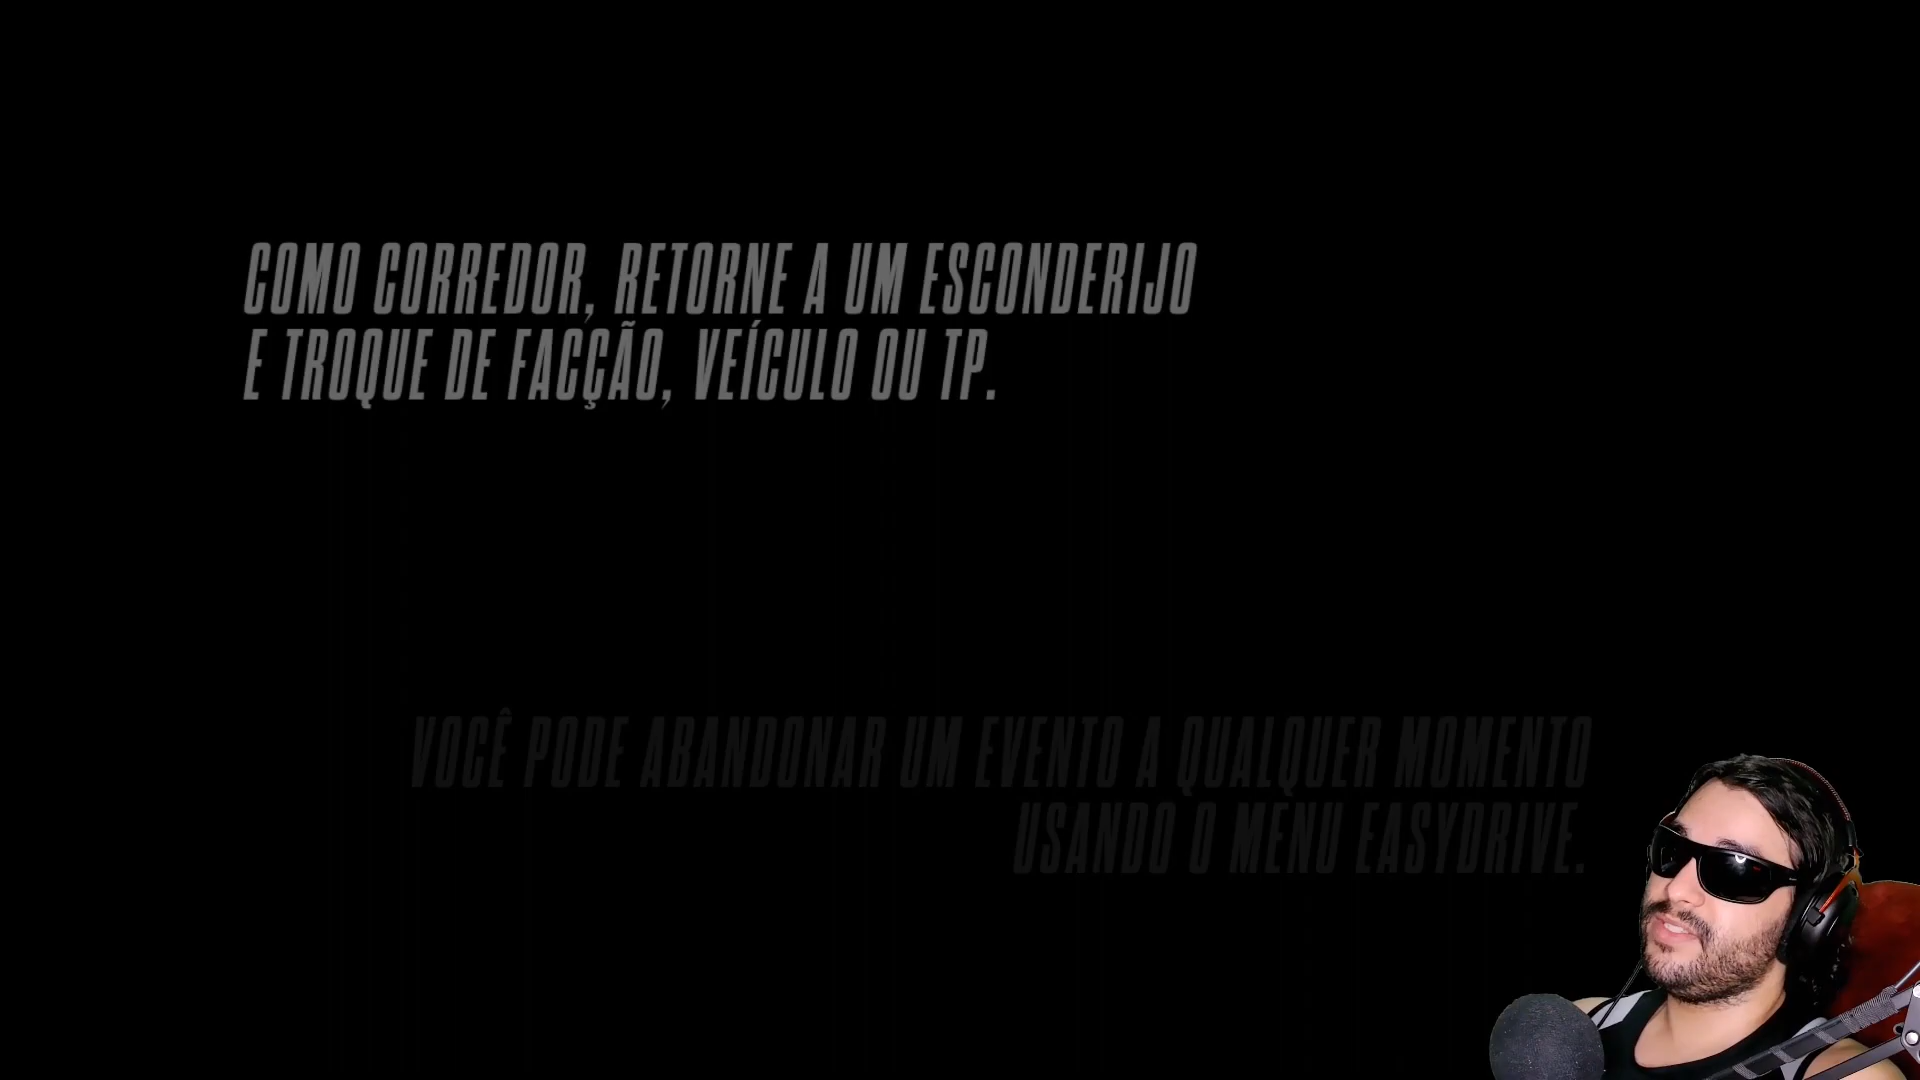 COMO CORREDOR, RETORNE A UM ESCONDERIJO
E TROQUE DE FACÇÃO, VEÍCULO OU TP.
VOCÊ PODE ABANDONAR UM EVENTO A QUALQUER MOMENTO
USANDO O MENU EASYDRIVE.